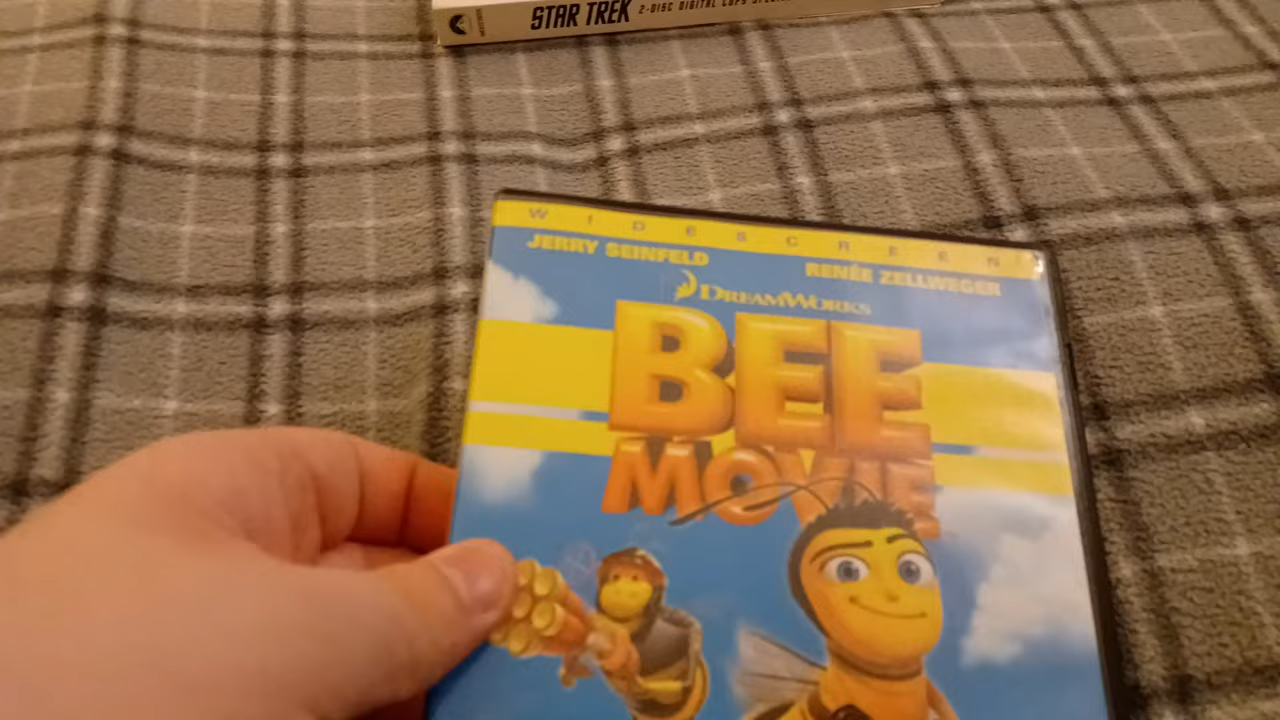 STAR TREK 2-DISC DIGITAL COPY
WIDESCREEN
JERRY SEINFELD
RENÉE ZELLWEGER
DREAMWORKS
BEE
MOVIE